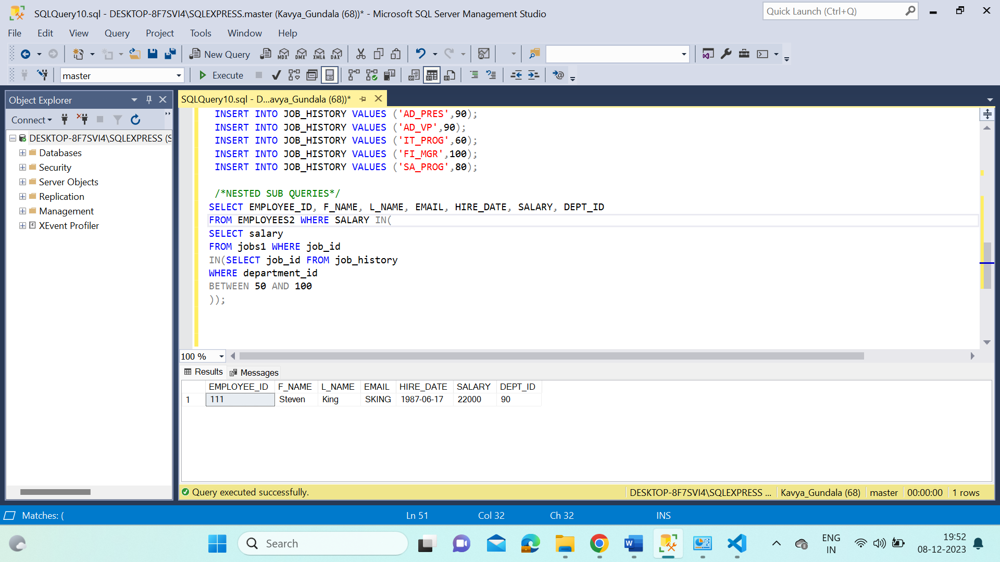 SQLQuery10.sql - DESKTOP-8F7SVI4\SQLEXPRESS.master (Kavya_Gundala (68))* - Microsoft SQL Server Management Studio
Quick Launch (Ctrl+Q)
File Edit View Query Project Tools Window Help
New Query MDX DMX XMLA DAX
master Execute
Object Explorer
Connect
DESKTOP-8F7SVI4\SQLEXPRESS (S
Databases
Security
Server Objects
Replication
Management
XEvent Profiler
SQLQuery10.sql - D...avya_Gundala (68))*
INSERT INTO JOB_HISTORY VALUES ('AD_PRES',90);
INSERT INTO JOB_HISTORY VALUES ('AD_VP',90);
INSERT INTO JOB_HISTORY VALUES ('IT_PROG',60);
INSERT INTO JOB_HISTORY VALUES ('FI_MGR',100);
INSERT INTO JOB_HISTORY VALUES ('SA_PROG',80);
/*NESTED SUB QUERIES*/
SELECT EMPLOYEE_ID, F_NAME, L_NAME, EMAIL, HIRE_DATE, SALARY, DEPT_ID
FROM EMPLOYEES2 WHERE SALARY IN(
SELECT salary
FROM jobs1 WHERE job_id
IN(SELECT job_id FROM job_history
WHERE department_id
BETWEEN 50 AND 100
));
100 %
Results Messages
EMPLOYEE_ID F_NAME L_NAME EMAIL HIRE_DATE SALARY DEPT_ID
1 111 Steven King SKING 1987-06-17 22000 90
Query executed successfully. DESKTOP-8F7SVI4\SQLEXPRESS ... Kavya_Gundala (68) master 00:00:00 1 rows
Matches: ( Ln 51 Col 32 Ch 32 INS
Search
ENG
IN
19:52
08-12-2023